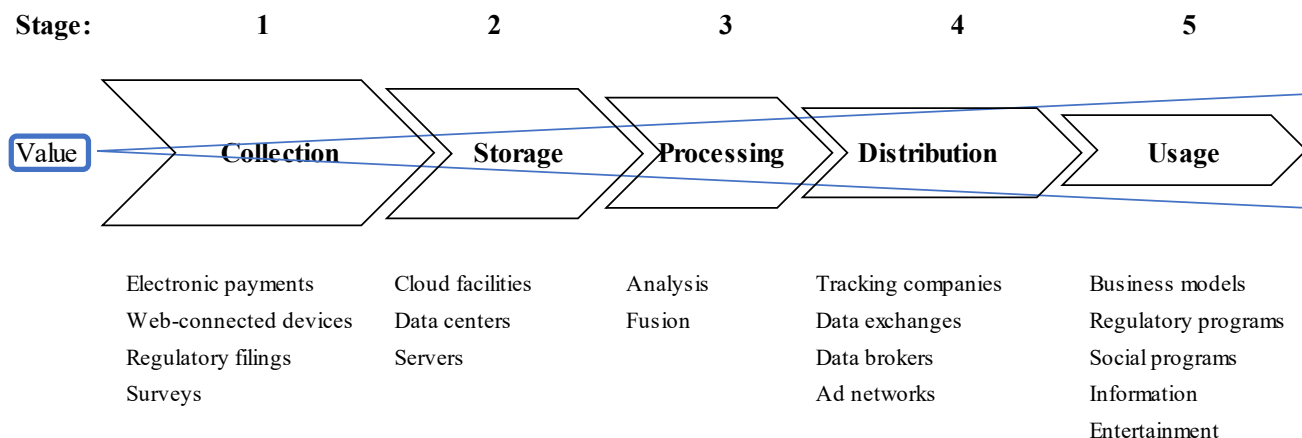 Stage: 1 2 3 4 5
Value Collection Storage Processing Distribution Usage
Electronic payments Cloud facilities Analysis Tracking companies Business models
Web-connected devices Data centers Fusion Data exchanges Regulatory programs
Regulatory filings Servers Data brokers Social programs
Surveys Ad networks Information
Entertainment